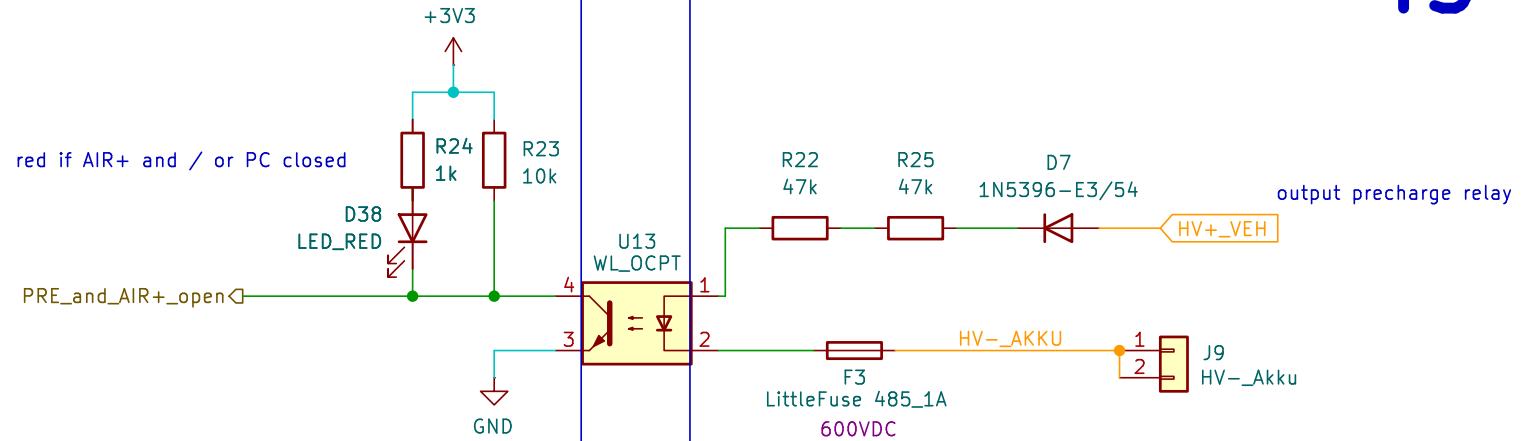 +3V3
red if AIR+ and / or PC closed
R24
1k
R23
10k
D38
LED_RED
PRE_and_AIR+_open
U13
WL_OCPT
4
3
1
2
GND
R22
47k
R25
47k
D7
1N5396-E3/54
output precharge relay
HV+_VEH
HV-_AKKU
F3
LittleFuse 485_1A
600VDC
1
2
J9
HV-_Akku